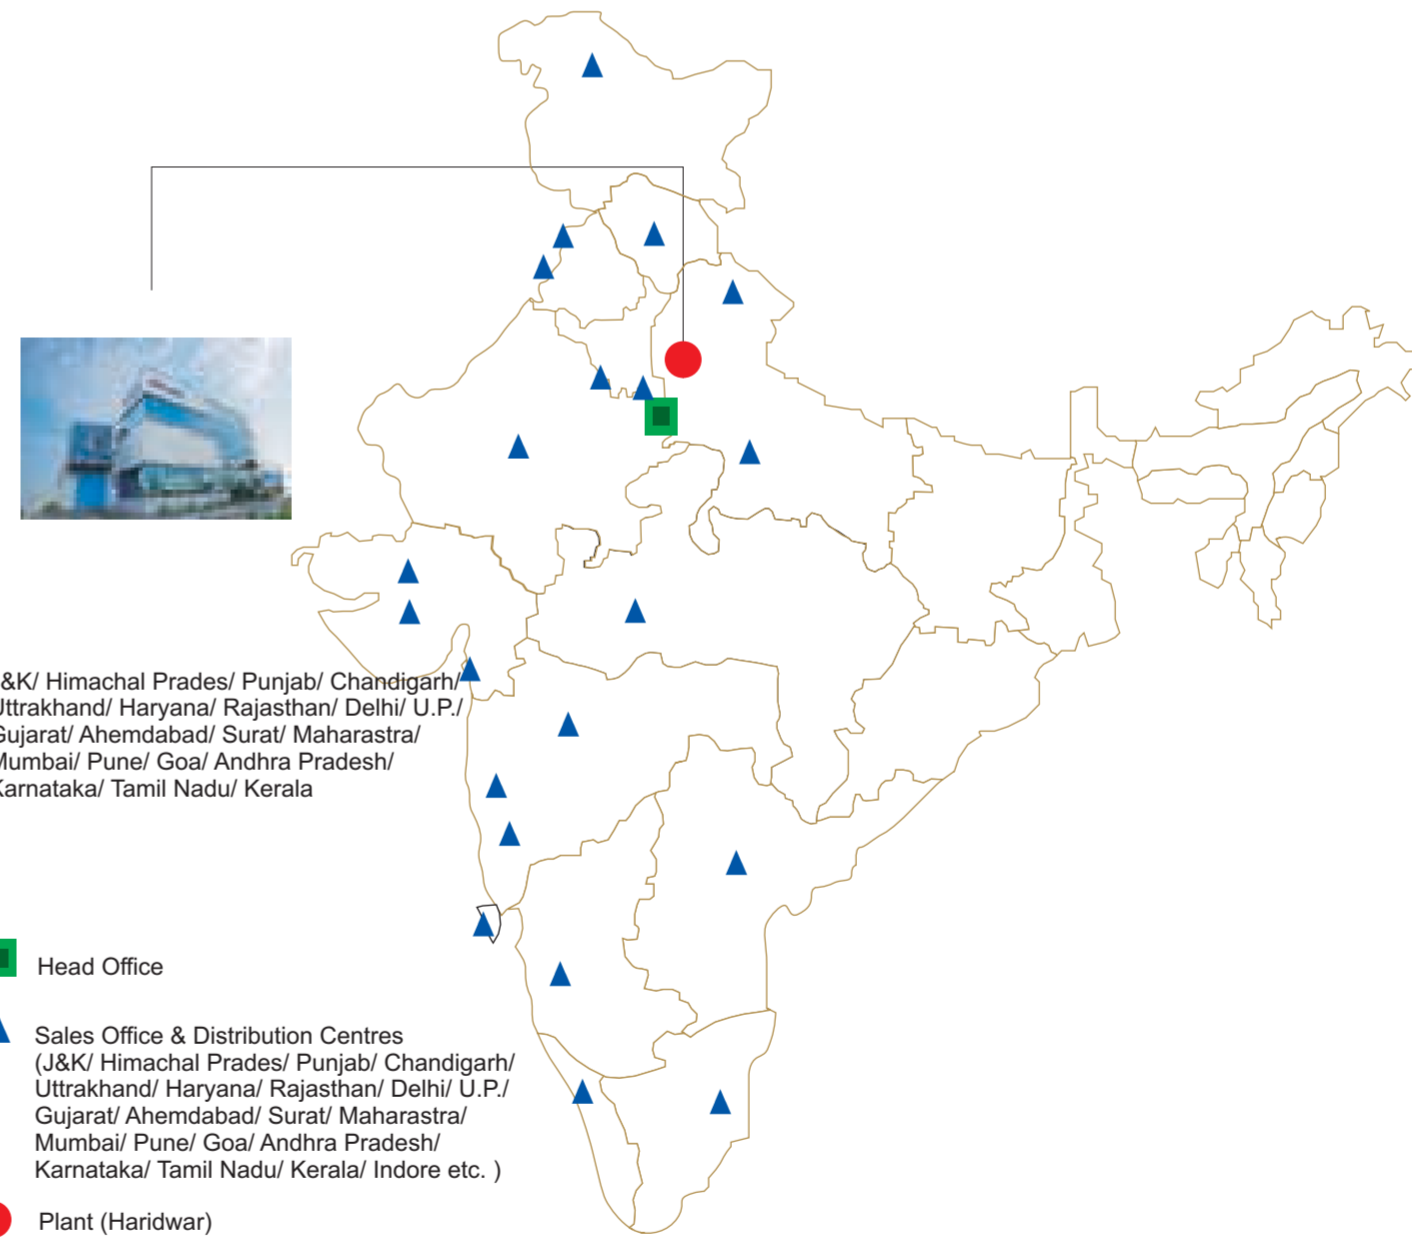 &K/ Himachal Prades/ Punjab/ Chandigarh/
Uttrakhand/ Haryana/ Rajasthan/ Delhi/ U.P./
Gujarat/ Ahemdabad/ Surat/ Maharastra/
Mumbai/ Pune/ Goa/ Andhra Pradesh/
Karnataka/ Tamil Nadu/ Kerala
Head Office
Sales Office & Distribution Centres
(J&K/ Himachal Prades/ Punjab/ Chandigarh/
Uttrakhand/ Haryana/ Rajasthan/ Delhi/ U.P./
Gujarat/ Ahemdabad/ Surat/ Maharastra/
Mumbai/ Pune/ Goa/ Andhra Pradesh/
Karnataka/ Tamil Nadu/ Kerala/ Indore etc. )
Plant (Haridwar)